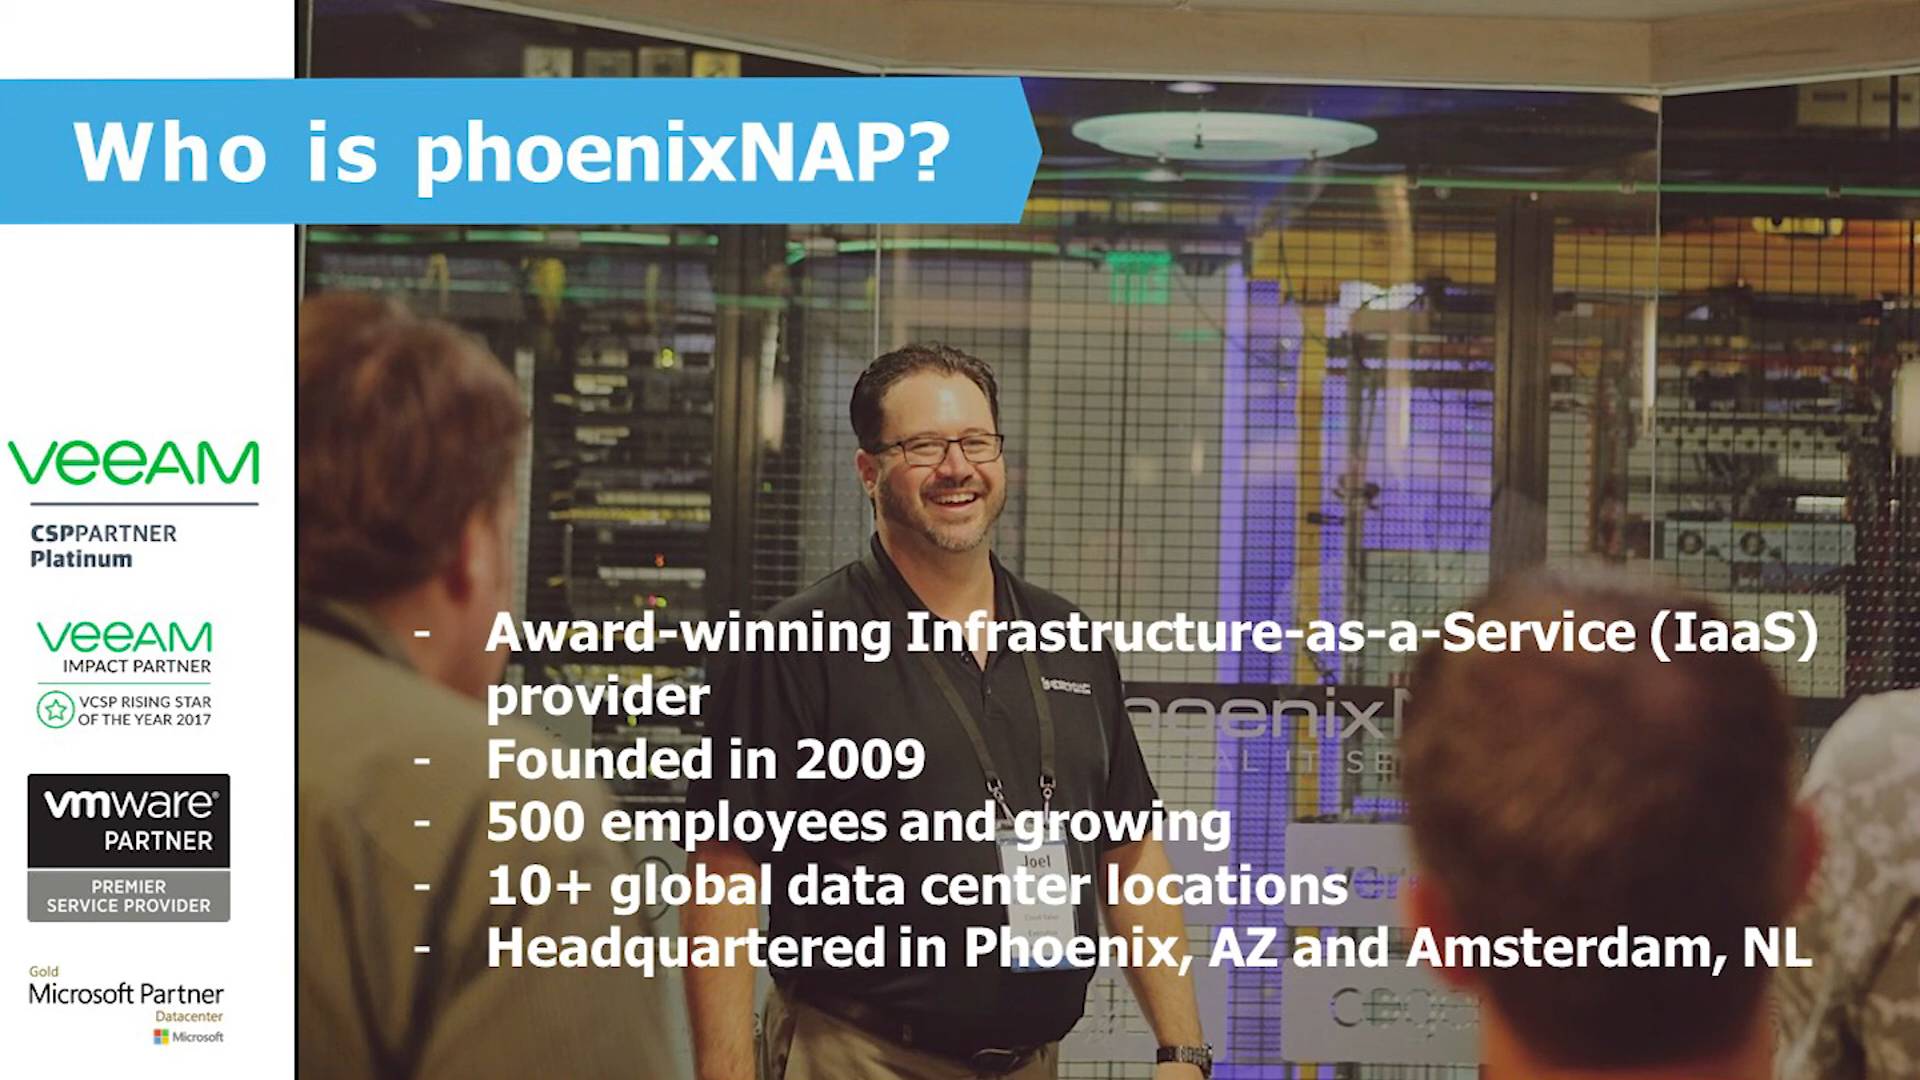 Who is phoenixNAP?
veeAM
CSPPARTNER
Platinum
veeAM
IMPACT PARTNER
VCSP RISING STAR
OF THE YEAR 2017
vmware®
PARTNER
PREMIER
SERVICE PROVIDER
Gold
Microsoft Partner
Datacenter
Microsoft
- Award-winning Infrastructure-as-a-Service (IaaS)
provider
- Founded in 2009
- 500 employees and growing
- 10+ global data center locations
- Headquartered in Phoenix, AZ and Amsterdam, NL
Joel